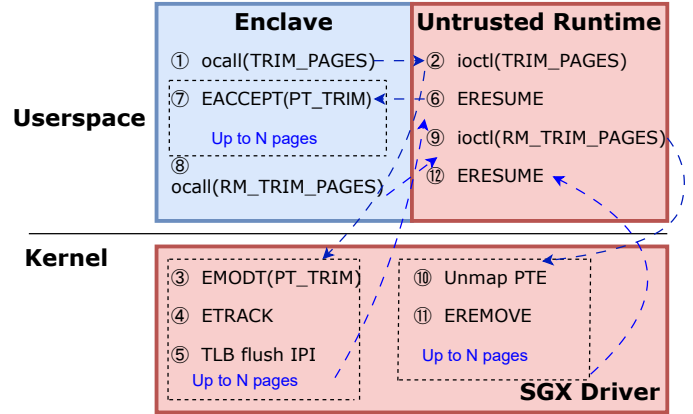 Enclave
Untrusted Runtime
Userspace
① ocall(TRIM_PAGES)
② ioctl(TRIM_PAGES)
⑦ EACCEPT(PT_TRIM)
⑥ ERESUME
Up to N pages
⑨ ioctl(RM_TRIM_PAGES)
⑧
ocall(RM_TRIM_PAGES)
⑫ ERESUME
Kernel
③ EMODT(PT_TRIM)
④ ETRACK
⑤ TLB flush IPI
Up to N pages
⑩ Unmap PTE
⑪ EREMOVE
Up to N pages
SGX Driver